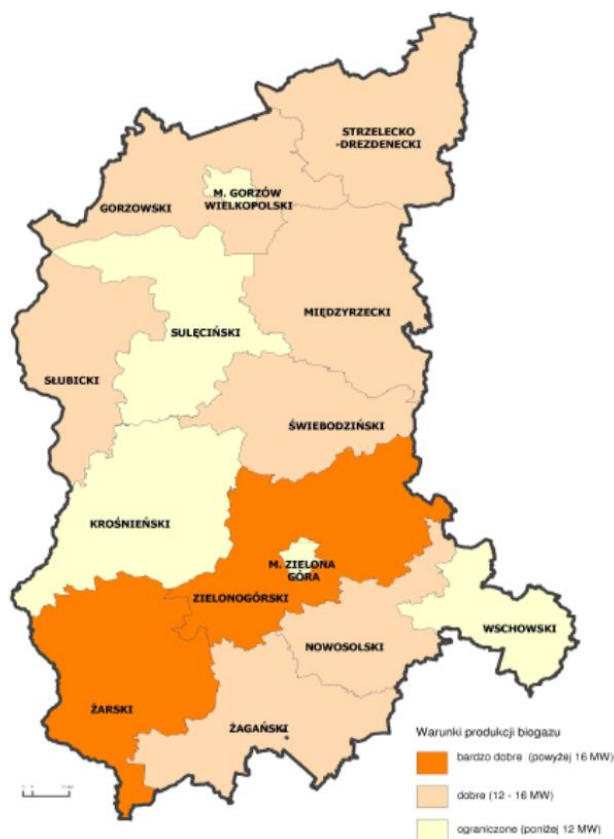 STRZELECKO
-DREZDENECKI
M. GORZÓW
WIELKOPOLSKI
GORZOWSKI
MIĘDZYRZECKI
SULĘCIŃSKI
SŁUBICKI
ŚWIEBODZIŃSKI
KROŚNIEŃSKI
M. ZIELONA
GÓRA
ZIELONOGÓRSKI
WSCHOWSKI
NOWOSOLSKI
ŻARSKI
ŻAGAŃSKI
Warunki produkcji biogazu
bardzo dobre (powyżej 16 MW)
dobre (12 - 16 MW)
ograniczone (poniżej 12 MW)